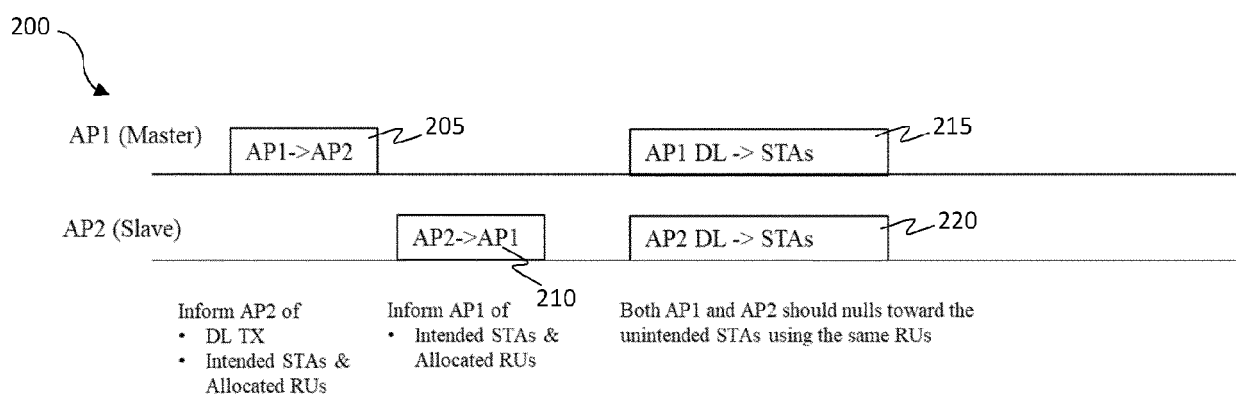 200
AP1 (Master)
AP1->AP2
205
AP1 DL -> STAs
215
AP2 (Slave)
AP2->AP1
210
AP2 DL -> STAs
220
Inform AP2 of
• DL TX
• Intended STAs &
Allocated RUs
Inform AP1 of
• Intended STAs &
Allocated RUs
Both AP1 and AP2 should nulls toward the
unintended STAs using the same RUs